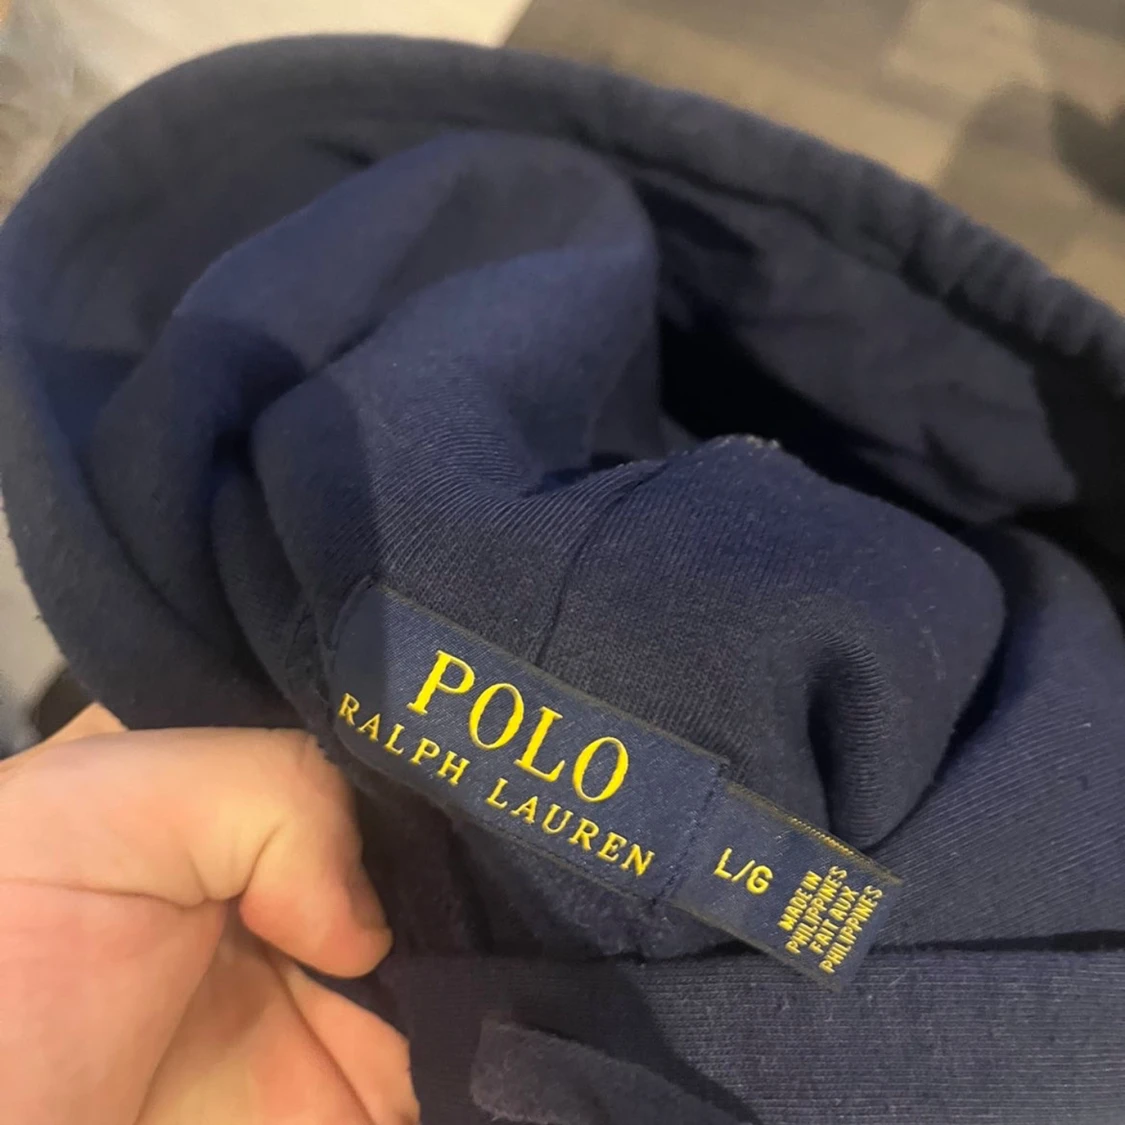 POLO
RALPH LAUREN
L/G
MADE IN
PHILIPPINES
FAIT AUX
PHILIPPINES